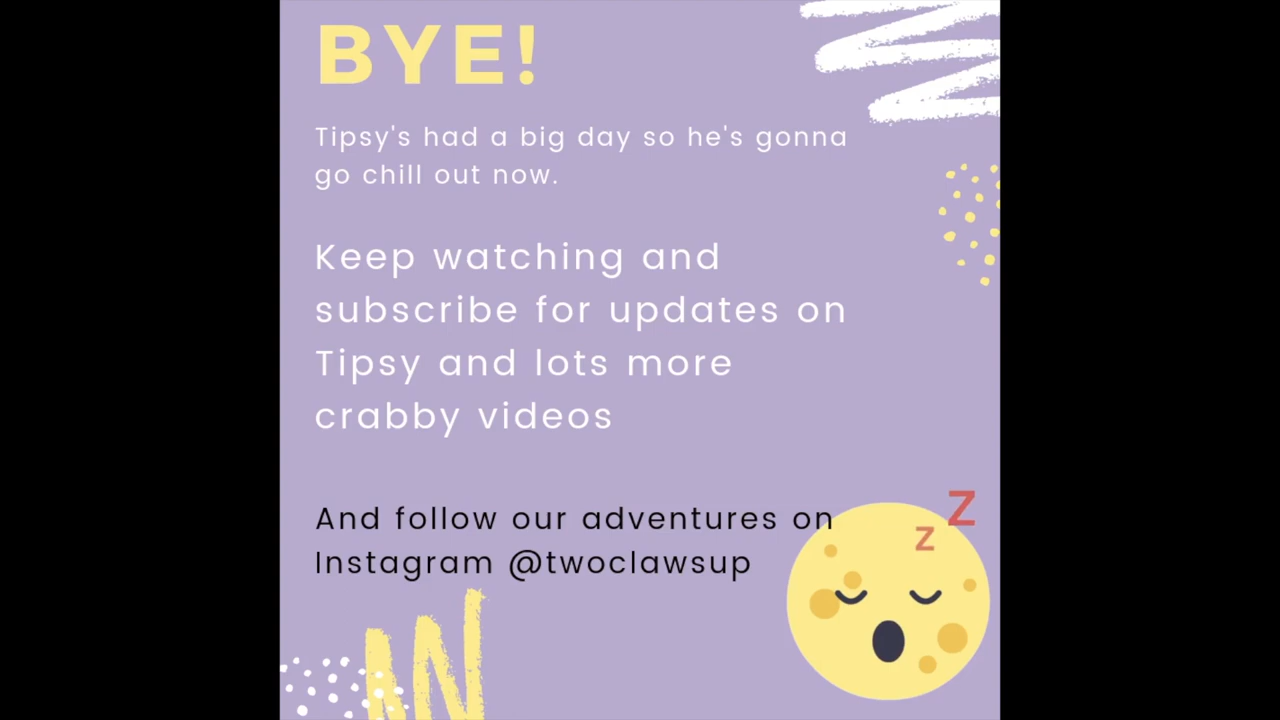 BYE!
Tipsy's had a big day so he's gonna
go chill out now.
Keep watching and
subscribe for updates on
Tipsy and lots more
crabby videos
And follow our adventures on
Instagram @twoclawsup
Z
z